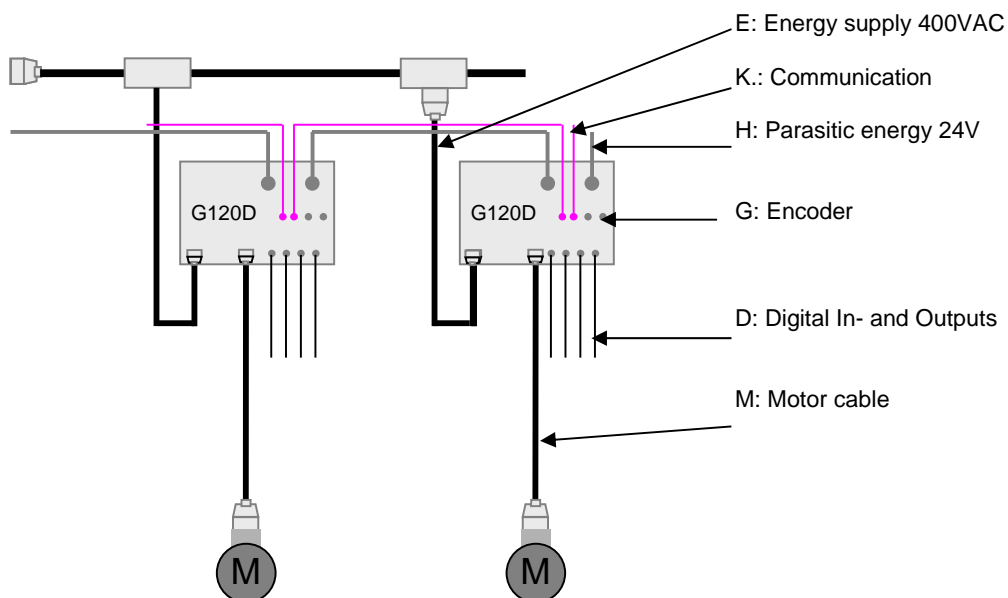 E: Energy supply 400VAC
K.: Communication
H: Parasitic energy 24V
G120D
G120D
G: Encoder
D: Digital In- and Outputs
M: Motor cable
M
M